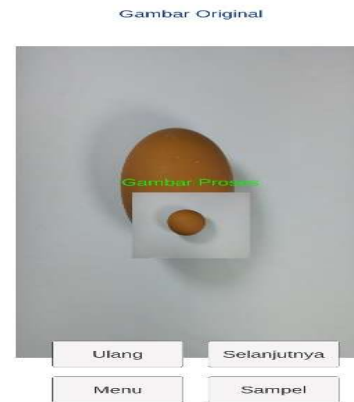 Gambar Original
Gambar Proses
Ulang
Selanjutnya
Menu
Sampel